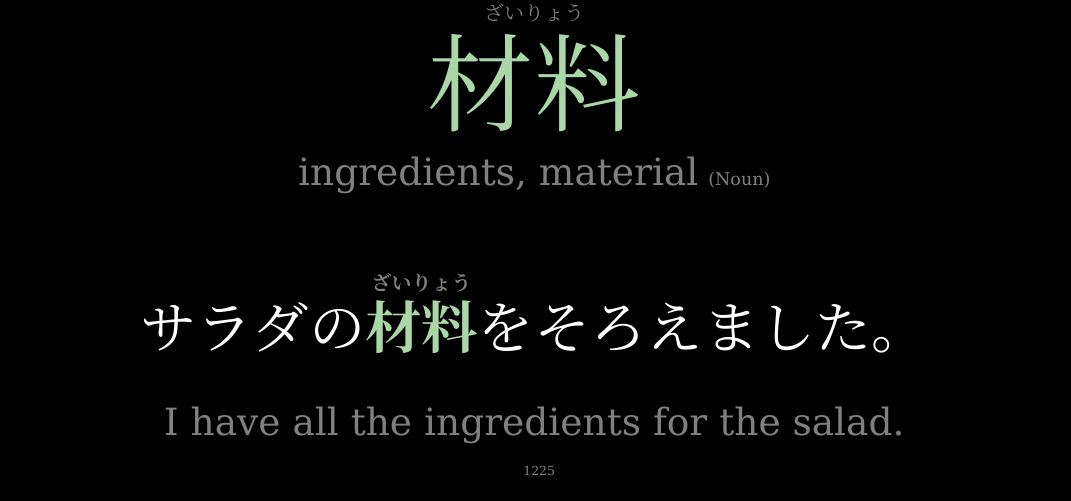 ざいりょう
材料
ingredients, material (Noun)
ざいりょう
サラダの材料をそろえました。
I have all the ingredients for the salad.
1225